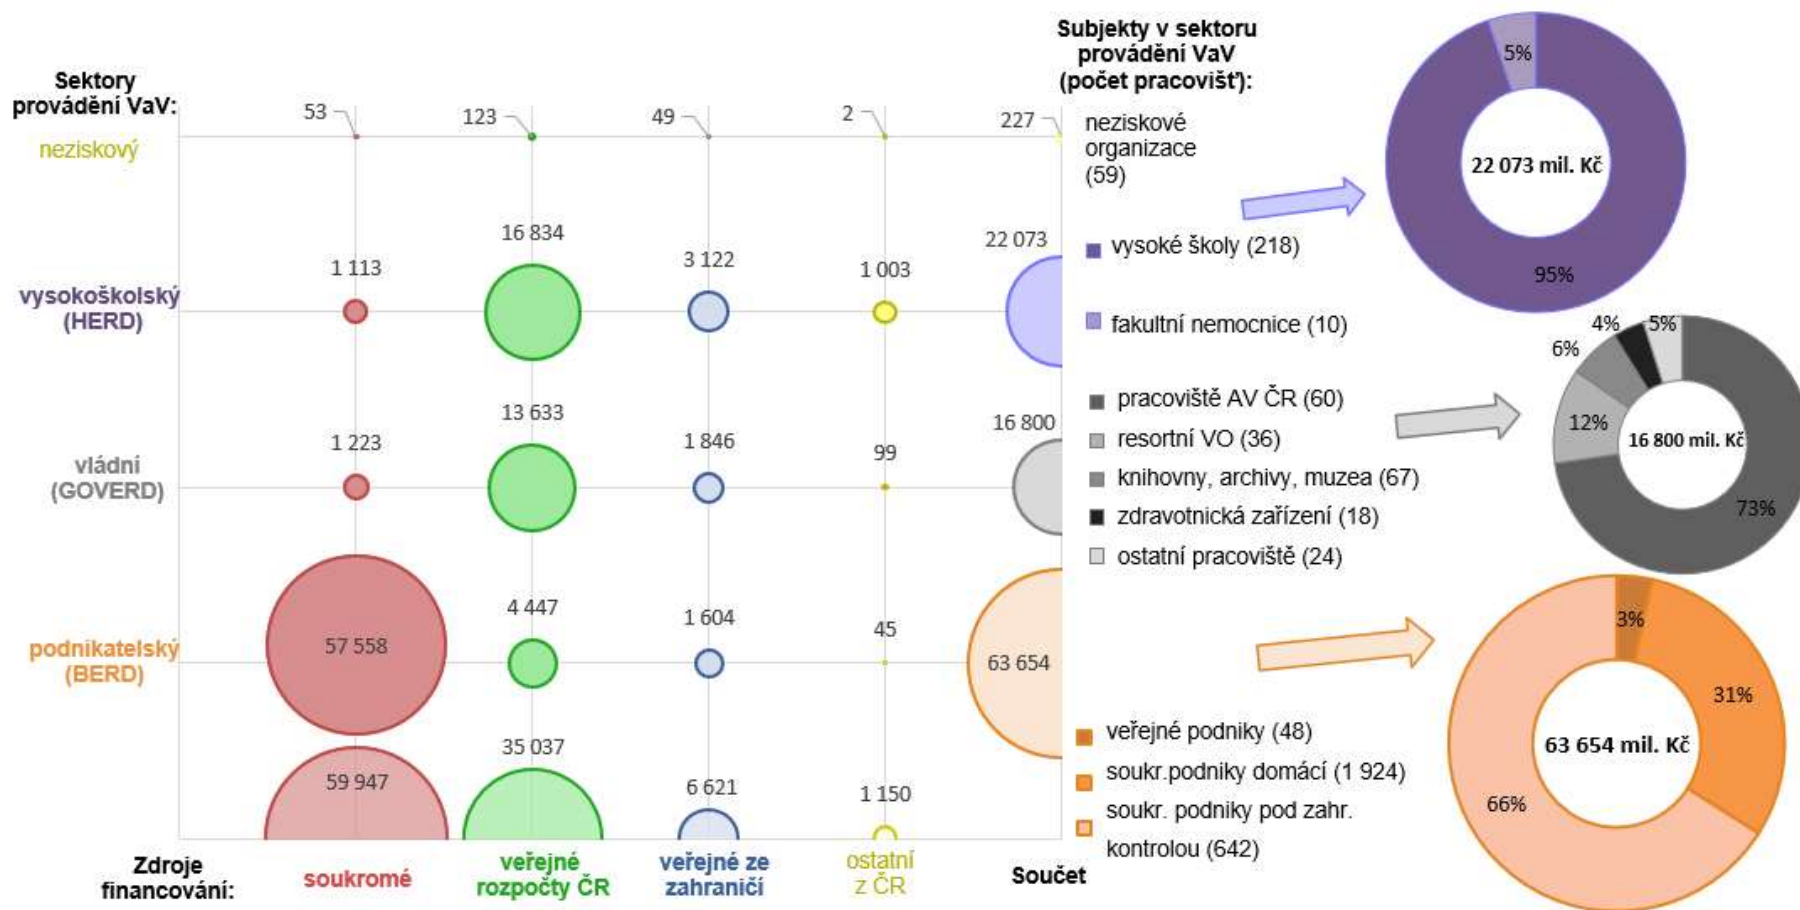 Sektory
provádění VaV:
neziskový
53
123
49
2
227
vysokoškolský
(HERD)
1 113
16 834
3 122
1 003
22 073
vládní
(GOVERD)
1 223
13 633
1 846
99
16 800
podnikatelský
(BERD)
57 558
4 447
1 604
45
63 654
59 947
35 037
6 621
1 150
Zdroje
financování:
soukromé
veřejné
rozpočty ČR
veřejné ze
zahraničí
ostatní
z ČR
Součet
Subjekty v sektoru
provádění VaV
(počet pracovišť):
neziskové
organizace
(59)
vysoké školy (218)
fakultní nemocnice (10)
pracoviště AV ČR (60)
resortní VO (36)
knihovny, archivy, muzea (67)
zdravotnická zařízení (18)
ostatní pracoviště (24)
veřejné podniky (48)
soukr.podniky domácí (1 924)
soukr. podniky pod zahr.
kontrolou (642)
5%
22 073 mil. Kč
95%
4%
5%
6%
12%
16 800 mil. Kč
73%
3%
31%
63 654 mil. Kč
66%